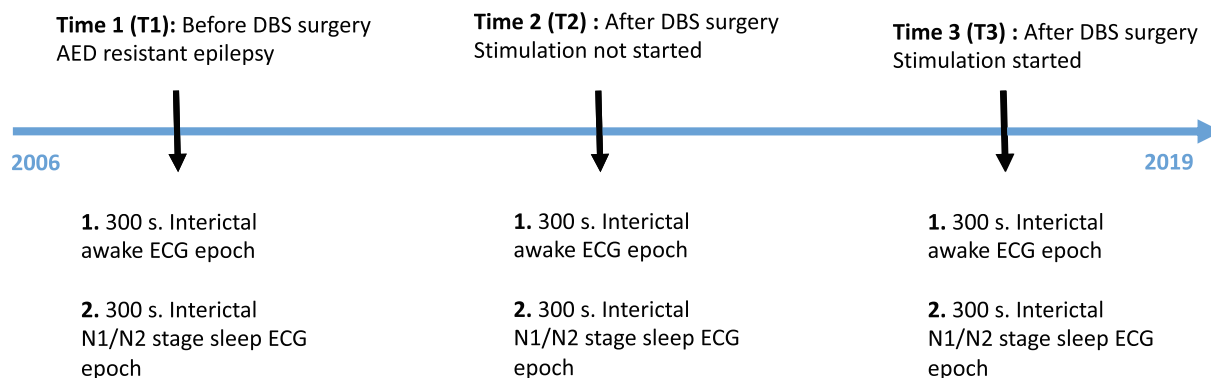 Time 1 (T1): Before DBS surgery
AED resistant epilepsy
Time 2 (T2) : After DBS surgery
Stimulation not started
Time 3 (T3) : After DBS surgery
Stimulation started
2006
2019
1. 300 s. Interictal
awake ECG epoch
2. 300 s. Interictal
N1/N2 stage sleep ECG
epoch
1. 300 s. Interictal
awake ECG epoch
2. 300 s. Interictal
N1/N2 stage sleep ECG
epoch
1. 300 s. Interictal
awake ECG epoch
2. 300 s. Interictal
N1/N2 stage sleep ECG
epoch